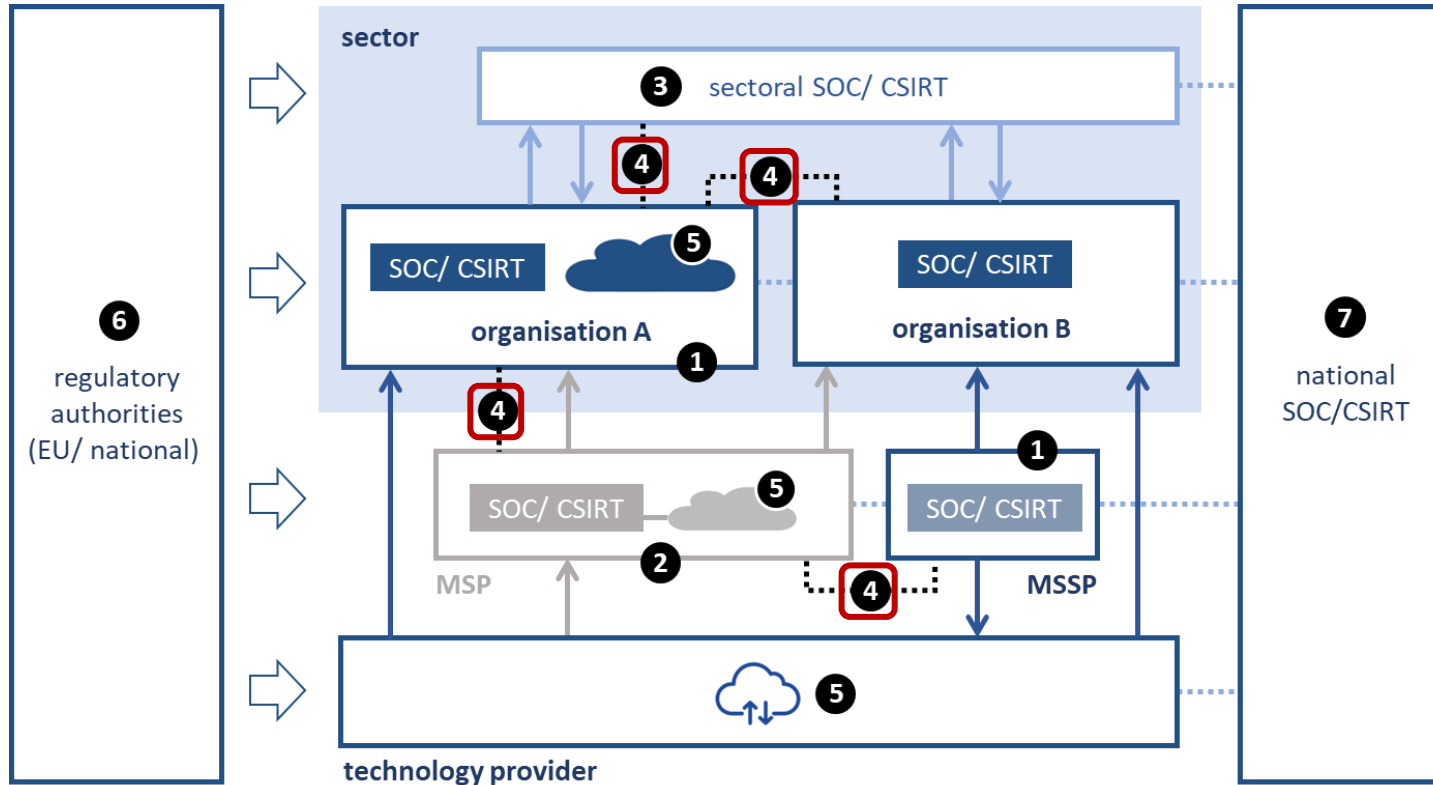 sector
3
sectoral SOC/ CSIRT
4
4
SOC/ CSIRT
5
organisation A
1
SOC/ CSIRT
organisation B
6
regulatory
authorities
(EU/ national)
7
national
SOC/CSIRT
4
SOC/ CSIRT
5
2
MSP
1
SOC/ CSIRT
MSSP
4
5
technology provider